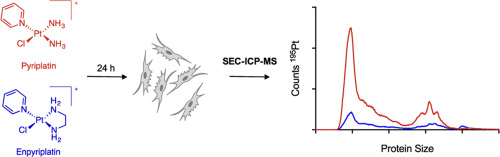 +
N
NH₃
Pt
Cl
NH₃
Pyriplatin
24 h
SEC-ICP-MS
Counts ¹⁹⁵Pt
Protein Size
+
H₂
N
N
Pt
Cl
N
H₂
Enpyriplatin